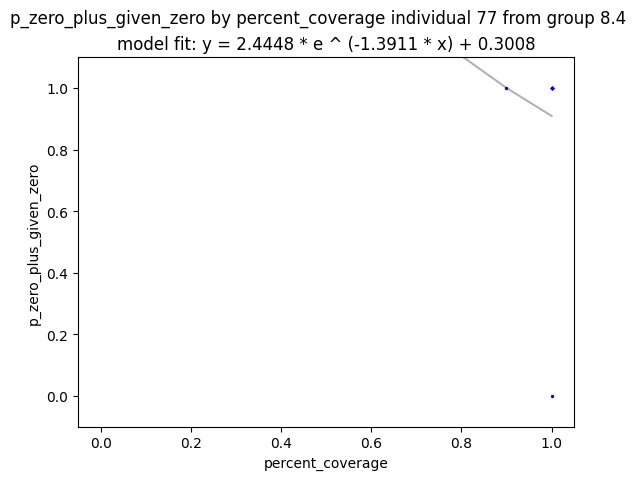 p_zero_plus_given_zero by percent_coverage individual 77 from group 8.4
model fit: y = 2.4448 * e ^ (-1.3911 * x) + 0.3008
1.0
0.8
0.6
0.4
0.2
0.0
p_zero_plus_given_zero
0.0 0.2 0.4 0.6 0.8 1.0
percent_coverage